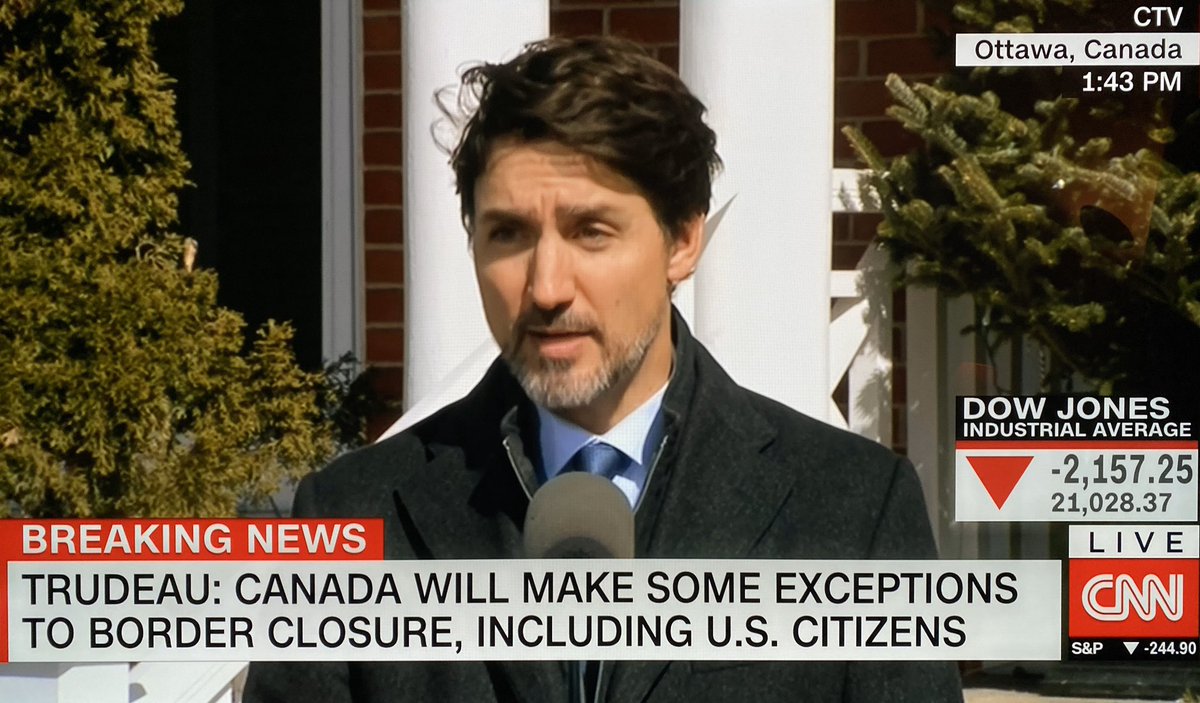 CTV
Ottawa, Canada
1:43 PM
DOW JONES
INDUSTRIAL AVERAGE
-2,157.25
21,028.37
BREAKING NEWS
LIVE
TRUDEAU: CANADA WILL MAKE SOME EXCEPTIONS
TO BORDER CLOSURE, INCLUDING U.S. CITIZENS
CNN
S&P ▼ -244.90